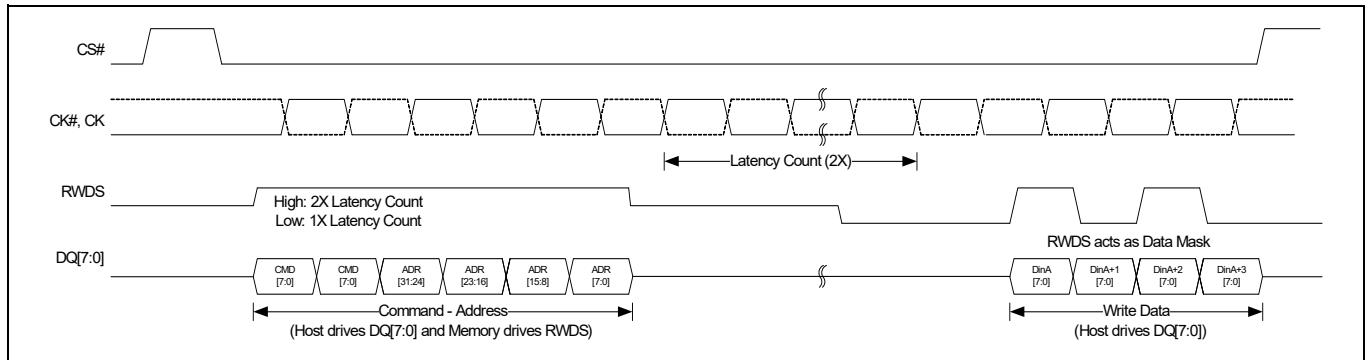 CS#
CK#, CK
Latency Count (2X)
RWDS
High: 2X Latency Count
Low: 1X Latency Count
RWDS acts as Data Mask
DQ[7:0]
CMD [7:0]
CMD [7:0]
ADR [31:24]
ADR [23:16]
ADR [15:8]
ADR [7:0]
DinA [7:0]
DinA+1 [7:0]
DinA+2 [7:0]
DinA+3 [7:0]
Command - Address
(Host drives DQ[7:0] and Memory drives RWDS)
Write Data
(Host drives DQ[7:0])